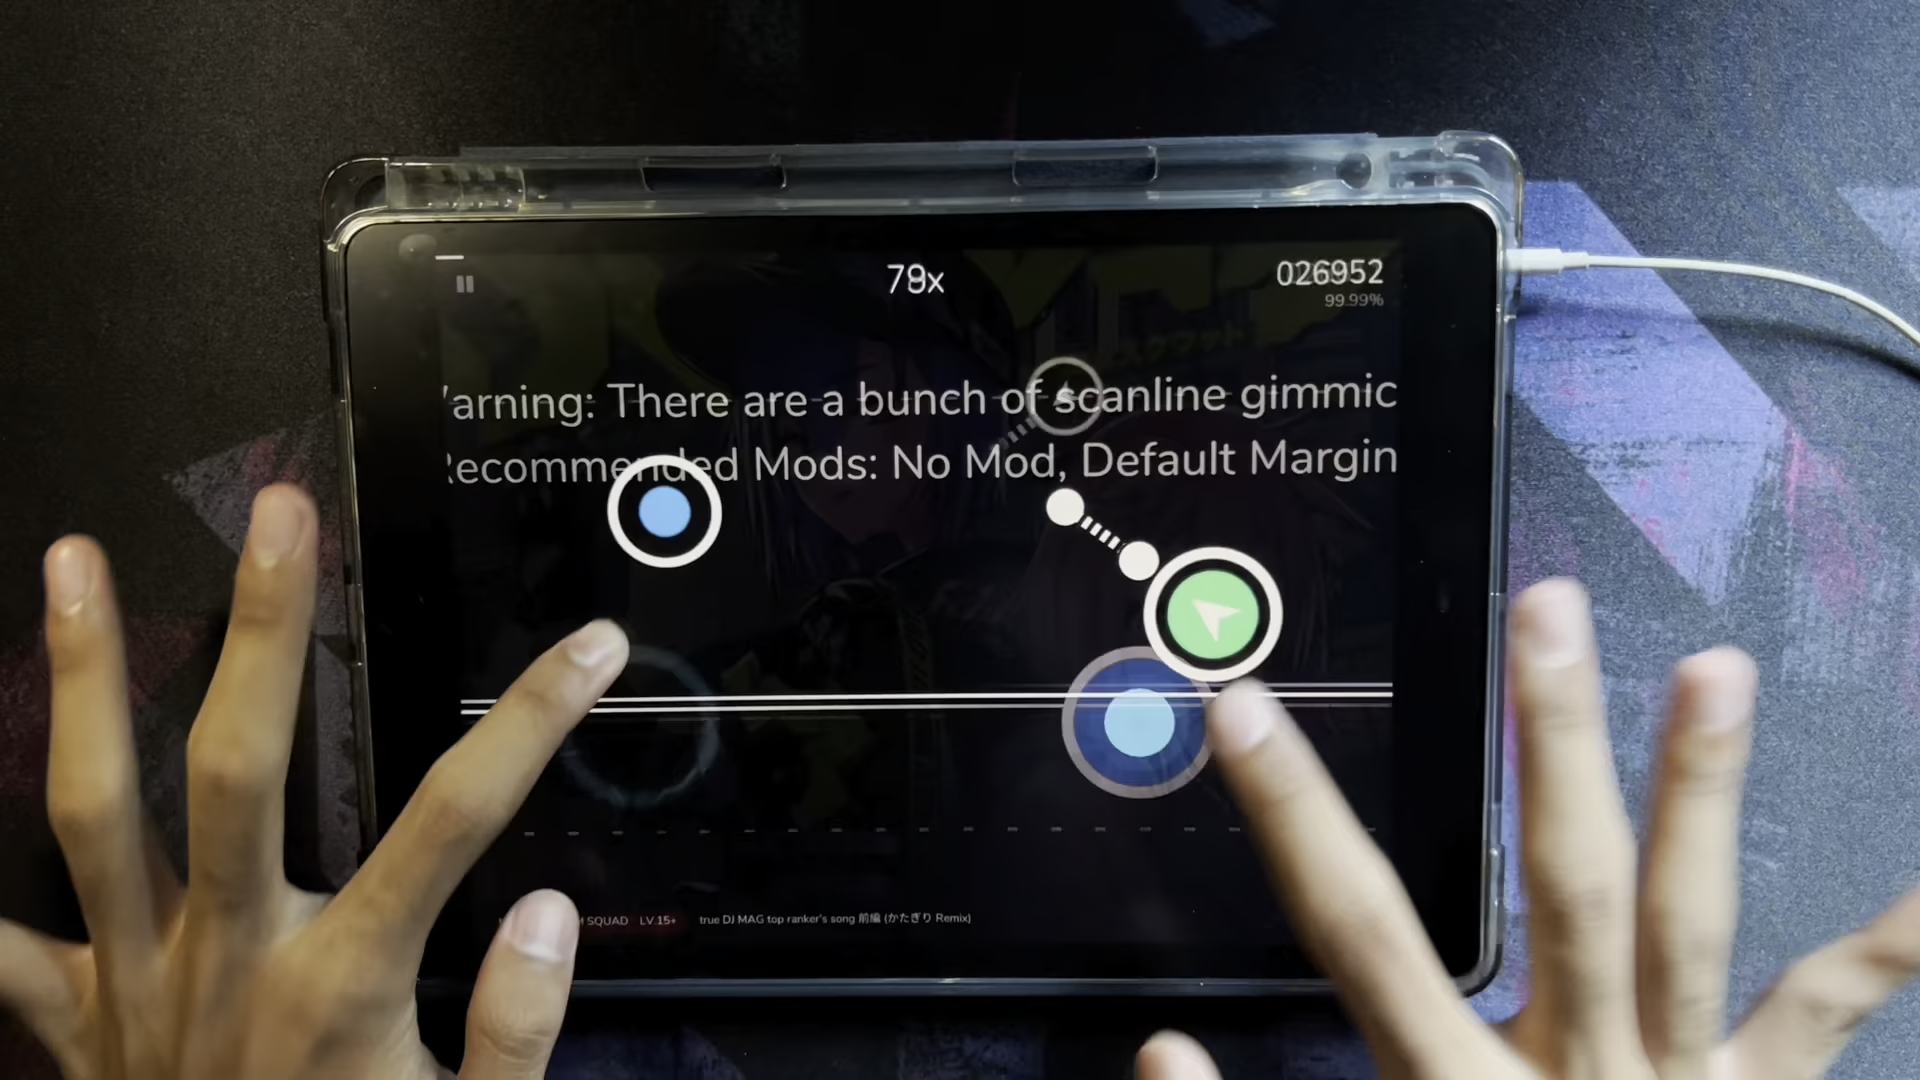 026952
99.99%
arning: There are a bunch of scanline gimmic
ecommended Mods: No Mod, Default Margin
SQUAD LV.15+ true DJ MAG top ranker's song 前編 (かたぎり Remix)